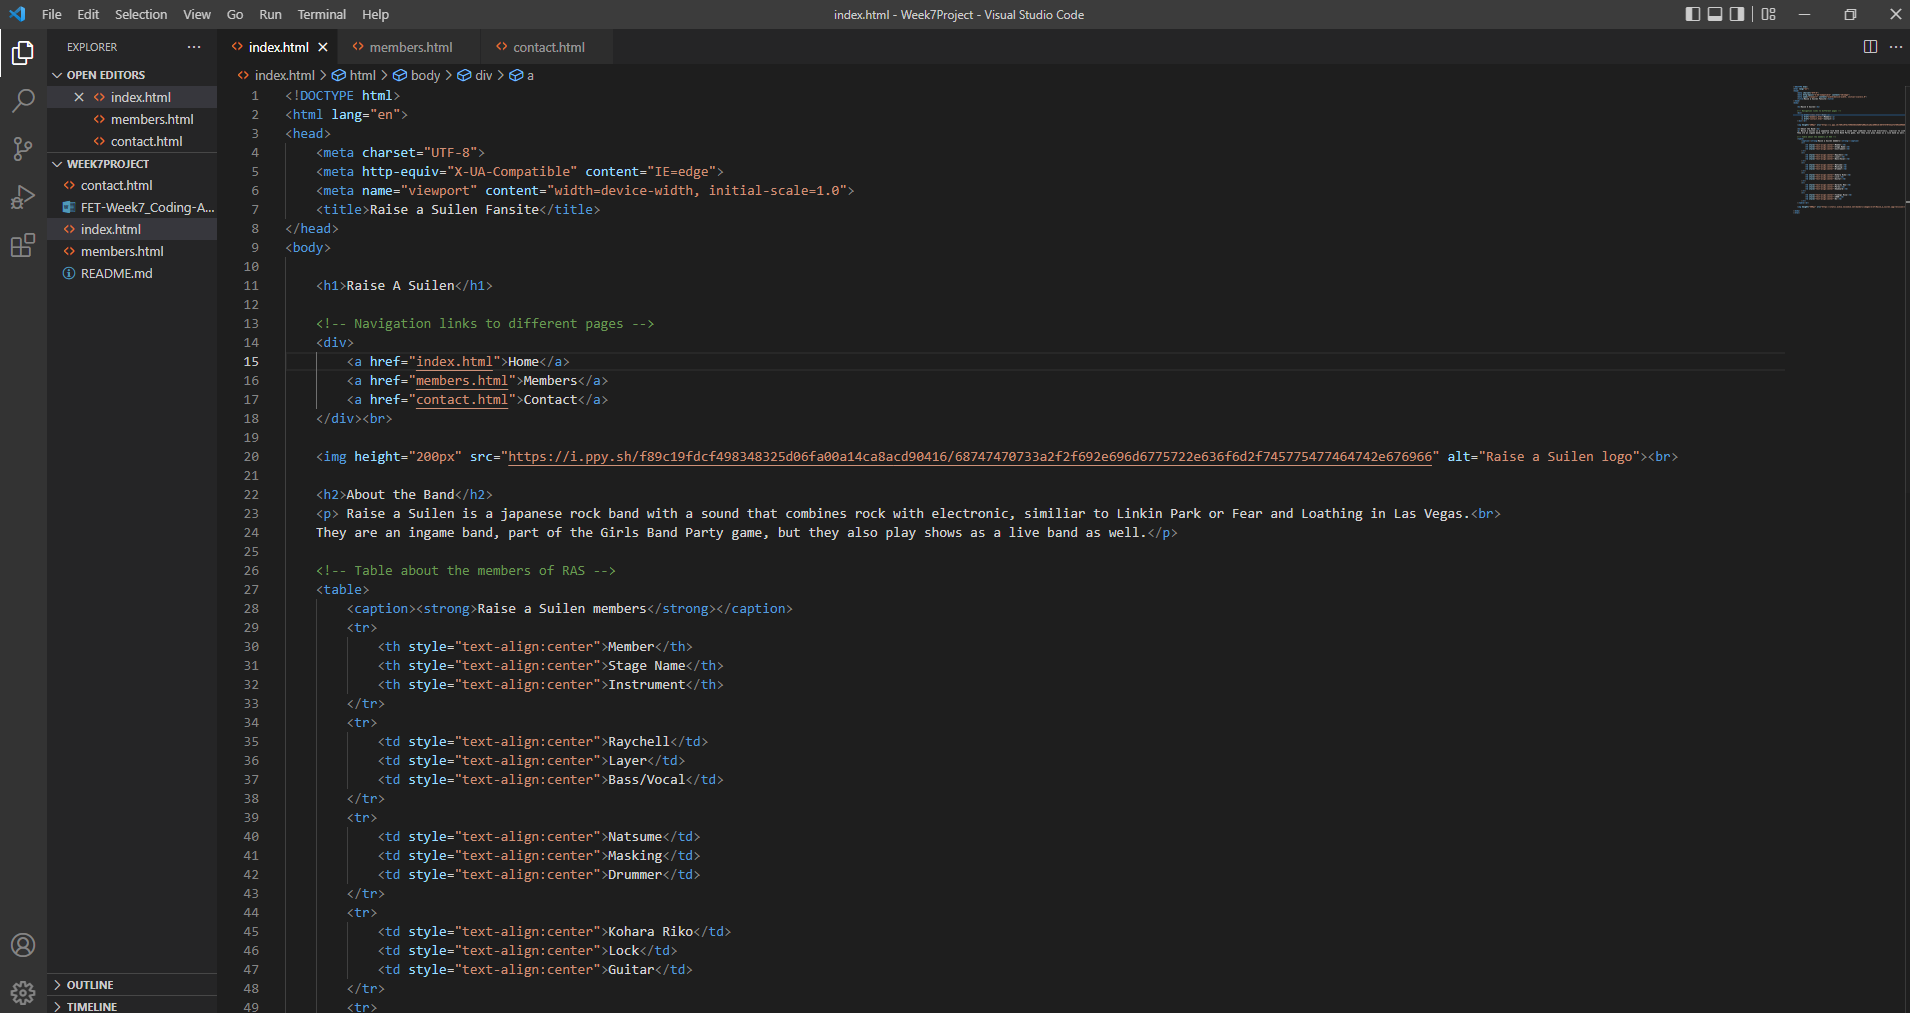 File Edit Selection View Go Run Terminal Help
index.html - Week7Project - Visual Studio Code
EXPLORER
OPEN EDITORS
index.html
members.html
contact.html
WEEK7PROJECT
contact.html
FET-Week7_Coding-A...
index.html
members.html
README.md
OUTLINE
TIMELINE
index.html members.html contact.html
index.html > html > body > div > a
1 <!DOCTYPE html>
2 <html lang="en">
3 <head>
4 <meta charset="UTF-8">
5 <meta http-equiv="X-UA-Compatible" content="IE=edge">
6 <meta name="viewport" content="width=device-width, initial-scale=1.0">
7 <title>Raise a Suilen Fansite</title>
8 </head>
9 <body>
10
11 <h1>Raise A Suilen</h1>
12
13 <!-- Navigation links to different pages -->
14 <div>
15 <a href="index.html">Home</a>
16 <a href="members.html">Members</a>
17 <a href="contact.html">Contact</a>
18 </div><br>
19
20 <img height="200px" src="https://i.ppy.sh/f89c19fdcf498348325d06fa00a14ca8acd90416/68747470733a2f2f692e696d6775722e636f6d2f745775477464742e676966" alt="Raise a Suilen logo"><br>
21
22 <h2>About the Band</h2>
23 <p> Raise a Suilen is a japanese rock band with a sound that combines rock with electronic, similiar to Linkin Park or Fear and Loathing in Las Vegas.<br>
24 They are an ingame band, part of the Girls Band Party game, but they also play shows as a live band as well.</p>
25
26 <!-- Table about the members of RAS -->
27 <table>
28 <caption><strong>Raise a Suilen members</strong></caption>
29 <tr>
30 <th style="text-align:center">Member</th>
31 <th style="text-align:center">Stage Name</th>
32 <th style="text-align:center">Instrument</th>
33 </tr>
34 <tr>
35 <td style="text-align:center">Raychell</td>
36 <td style="text-align:center">Layer</td>
37 <td style="text-align:center">Bass/Vocal</td>
38 </tr>
39 <tr>
40 <td style="text-align:center">Natsume</td>
41 <td style="text-align:center">Masking</td>
42 <td style="text-align:center">Drummer</td>
43 </tr>
44 <tr>
45 <td style="text-align:center">Kohara Riko</td>
46 <td style="text-align:center">Lock</td>
47 <td style="text-align:center">Guitar</td>
48 </tr>
49 <tr>